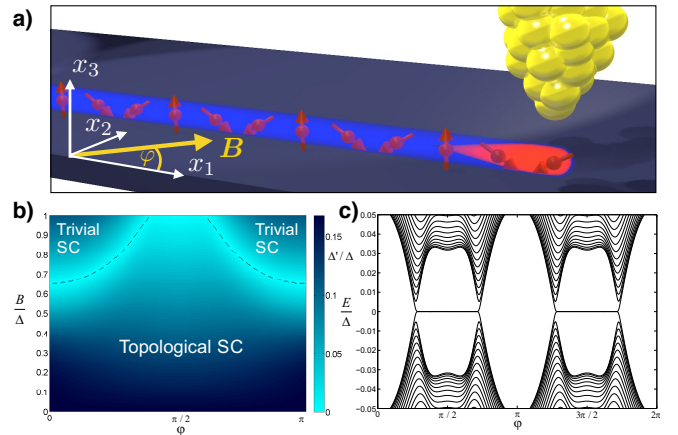 a)
x₃
x₂
φ
B
x₁
b)
Trivial SC
Trivial SC
Topological SC
B/Δ
1
0.9
0.8
0.7
0.6
0.5
0.4
0.3
0.2
0.1
0
0
π / 2
π
φ
0.15
Δ'/ Δ
0.1
0.05
0
c)
E/Δ
0.05
0.04
0.03
0.02
0.01
0
−0.01
−0.02
−0.03
−0.04
−0.05
0
π / 2
π
3π / 2
2π
φ